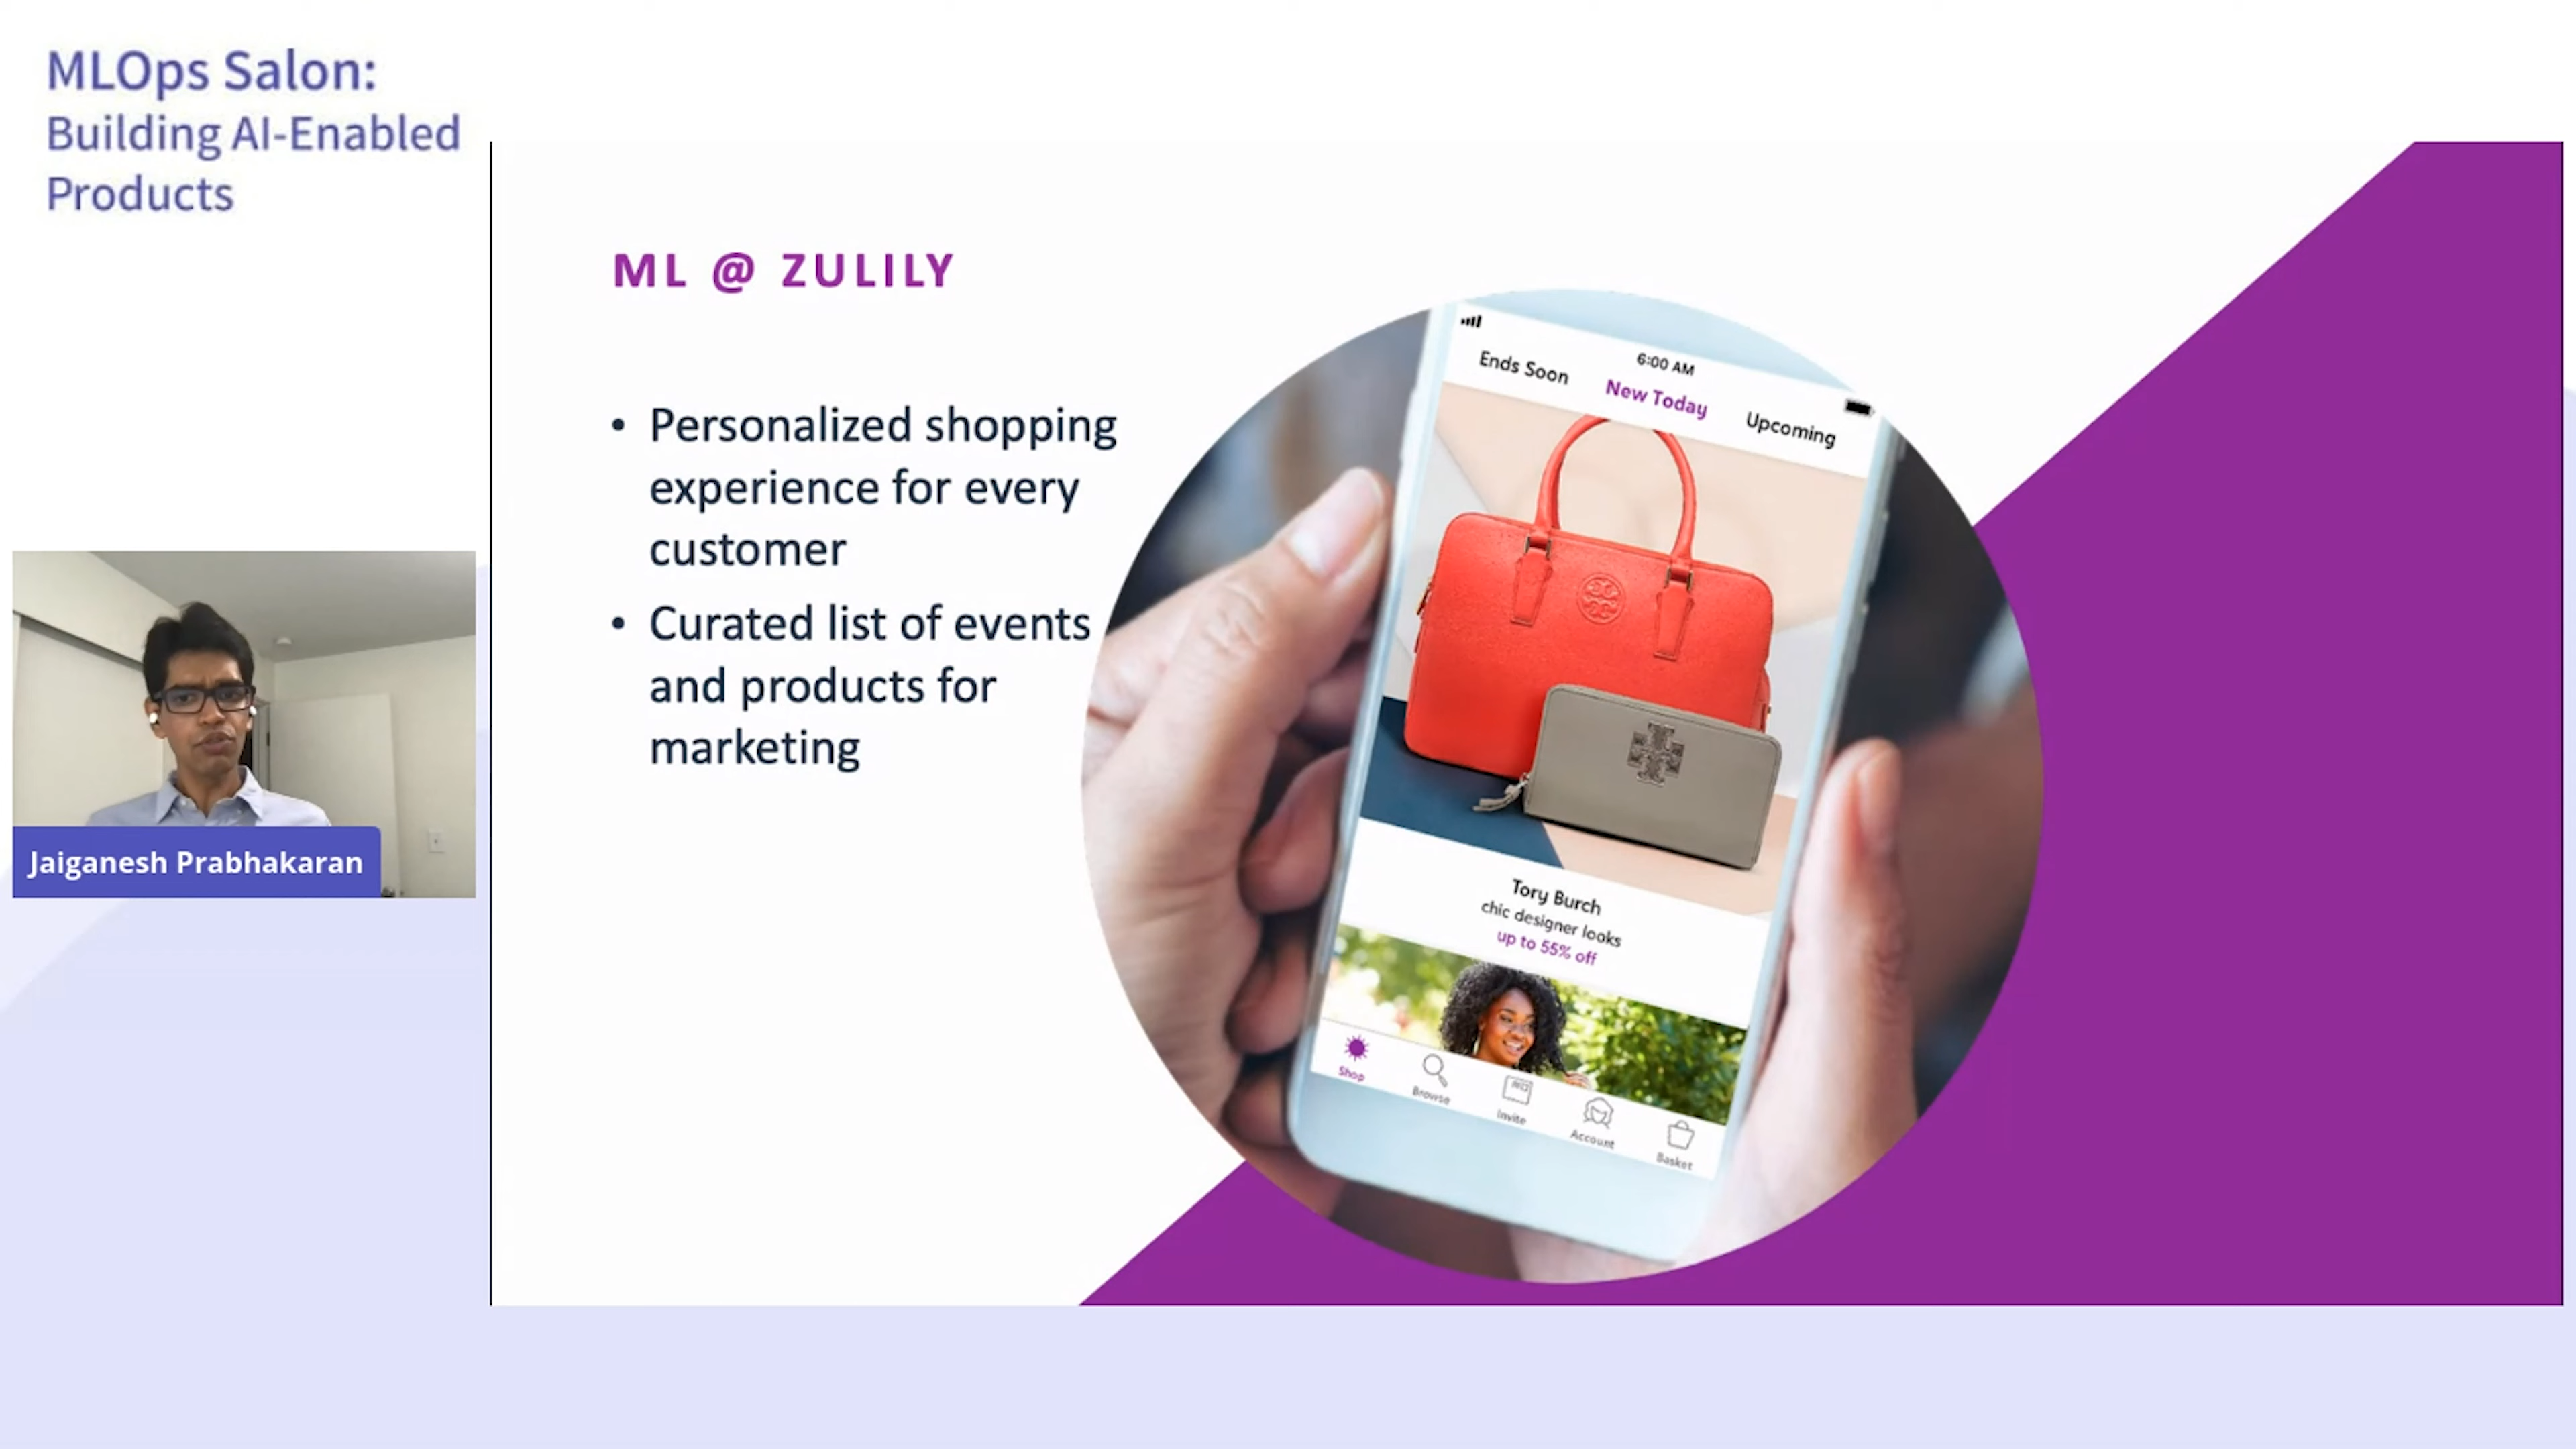 MLOps Salon:
Building AI-Enabled
Products
ML @ ZULILY
• Personalized shopping
experience for every
customer
• Curated list of events
and products for
marketing
Jaiganesh Prabhakaran
6:00 AM
Ends Soon
New Today
Upcoming
Tory Burch
chic designer looks
up to 55% off
Shop
Browse
Invite
Account
Basket